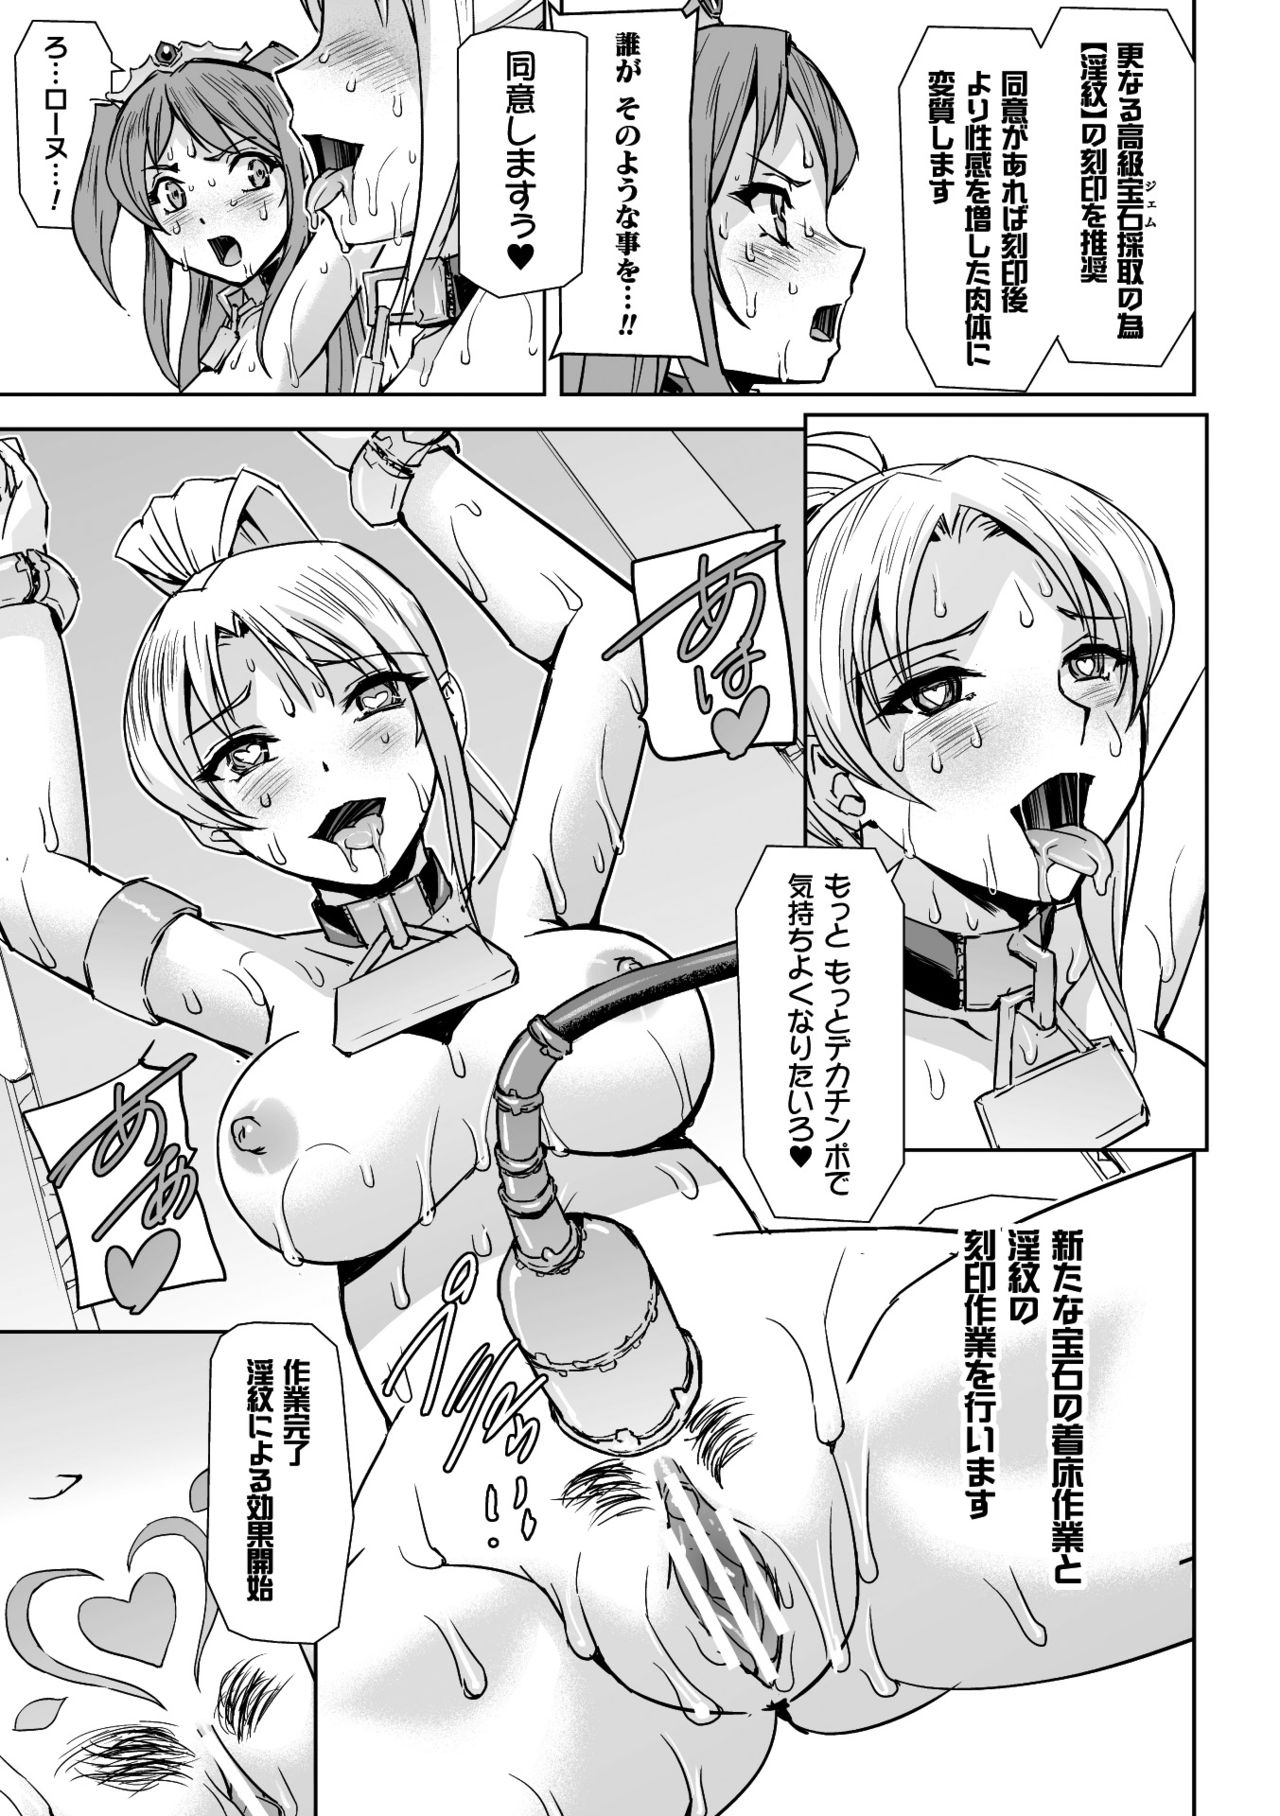 更なる高級宝石採取の為
ジェム
【淫紋】の刻印を推奨
同意があれば刻印後
より性感を増した肉体に
変質します
誰が そのような事を…!!
同意しますぅ♥
ろ…ローヌ…!
あは♥
もっと もっとデカチンポで
気持ちよくなりたいろ♥
ああぁ♥
新たな宝石の着床作業と
淫紋の
刻印作業を行います
作業完了
淫紋による効果開始